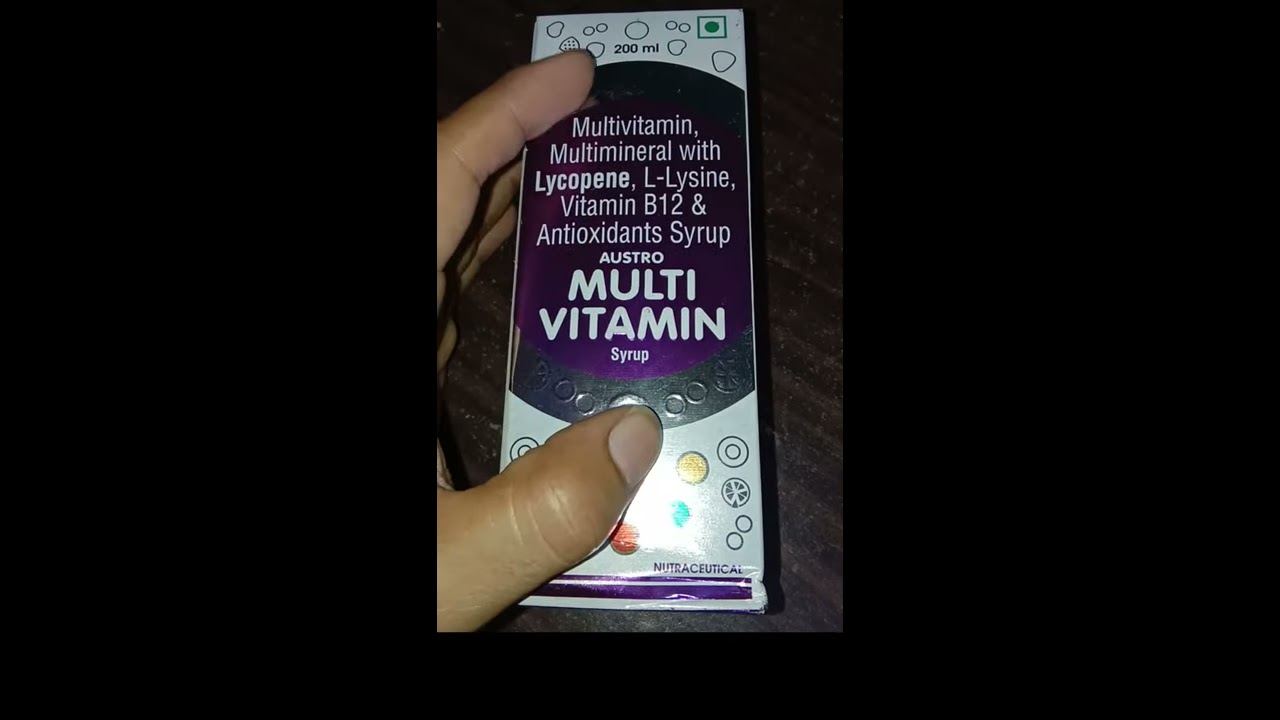 200 ml
Multivitamin,
Multimineral with
Lycopene, L-Lysine,
Vitamin B12 &
Antioxidants Syrup
AUSTRO
MULTI
VITAMIN
Syrup
NUTRACEUTICAL